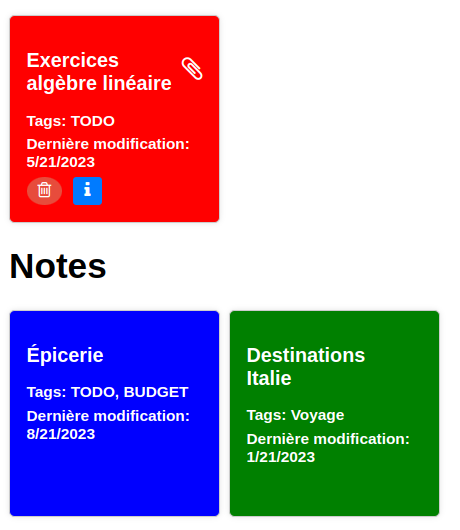 Exercices
algèbre linéaire
Tags: TODO
Dernière modification:
5/21/2023
Notes
Épicerie
Tags: TODO, BUDGET
Dernière modification:
8/21/2023
Destinations
Italie
Tags: Voyage
Dernière modification:
1/21/2023